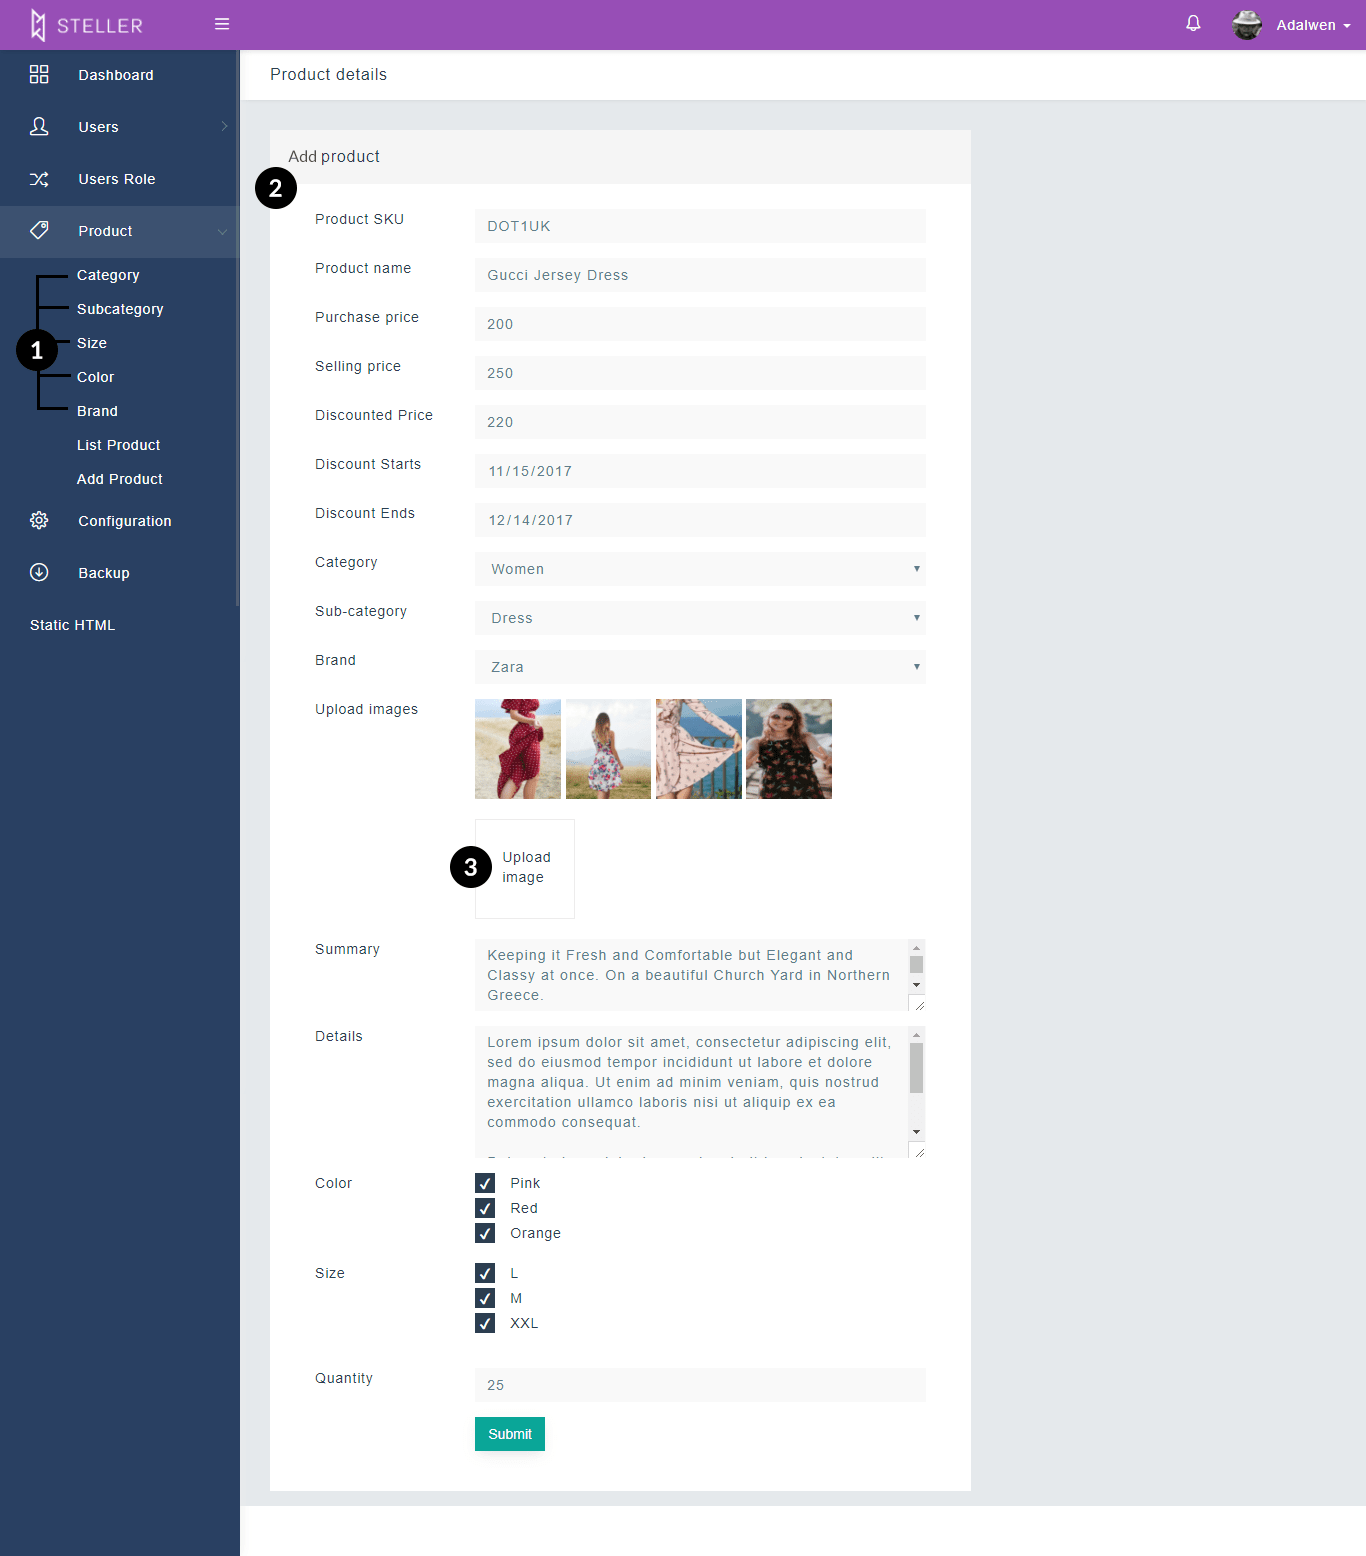 STELLER
Adalwen
Dashboard
Users
Users Role
Product
Category
Subcategory
1
Size
Color
Brand
List Product
Add Product
Configuration
Backup
Static HTML
Product details
Add product
2
Product SKU
DOT1UK
Product name
Gucci Jersey Dress
Purchase price
200
Selling price
250
Discounted Price
220
Discount Starts
11/15/2017
Discount Ends
12/14/2017
Category
Women
Sub-category
Dress
Brand
Zara
Upload images
3
Upload
image
Summary
Keeping it Fresh and Comfortable but Elegant and
Classy at once. On a beautiful Church Yard in Northern
Greece.
Details
Lorem ipsum dolor sit amet, consectetur adipiscing elit,
sed do eiusmod tempor incididunt ut labore et dolore
magna aliqua. Ut enim ad minim veniam, quis nostrud
exercitation ullamco laboris nisi ut aliquip ex ea
commodo consequat.
Color
Pink
Red
Orange
Size
L
M
XXL
Quantity
25
Submit